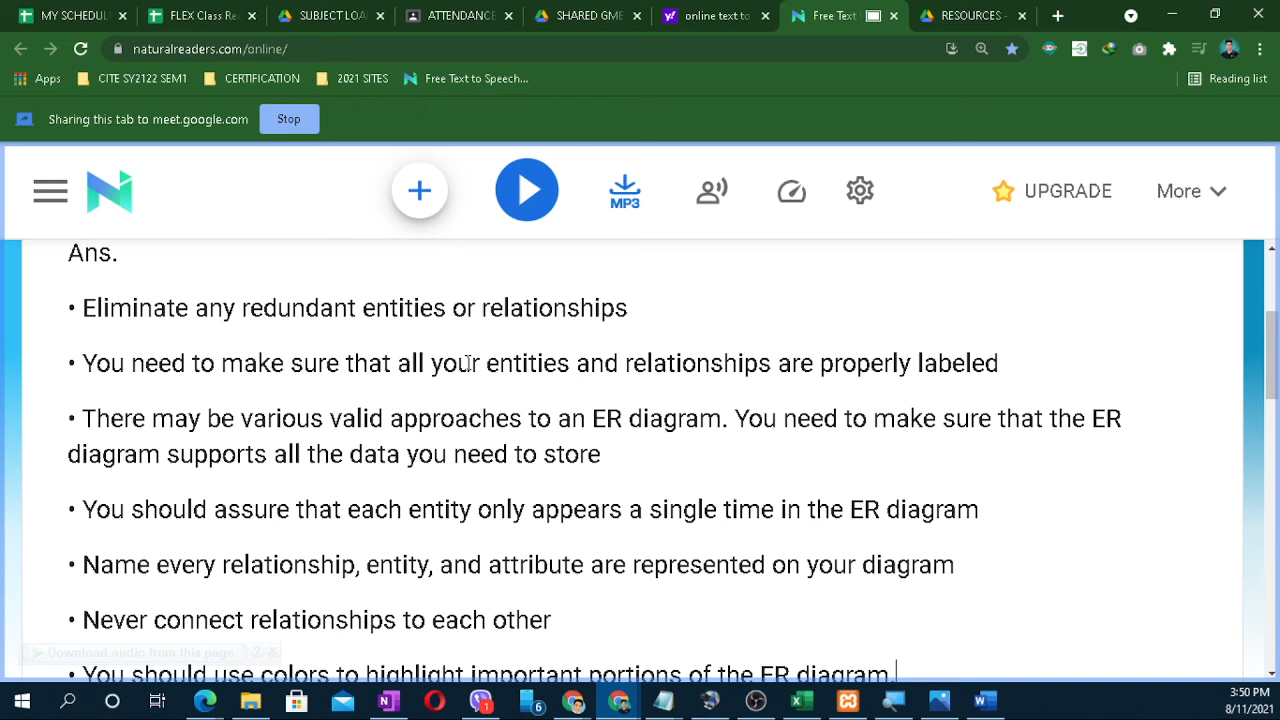 MY SCHEDUL
FLEX Class Re
SUBJECT LOA
ATTENDANCE
SHARED GME
online text to
Free Text
RESOURCES -
naturalreaders.com/online/
Apps
CITE SY2122 SEM1
CERTIFICATION
2021 SITES
Free Text to Speech...
Reading list
Sharing this tab to meet.google.com
Stop
MP3
UPGRADE
More
Ans.
• Eliminate any redundant entities or relationships
• You need to make sure that all your entities and relationships are properly labeled
• There may be various valid approaches to an ER diagram. You need to make sure that the ER
diagram supports all the data you need to store
• You should assure that each entity only appears a single time in the ER diagram
• Name every relationship, entity, and attribute are represented on your diagram
• Never connect relationships to each other
Download audio from this page
• You should use colors to highlight important portions of the ER diagram.
3:50 PM
8/11/2021